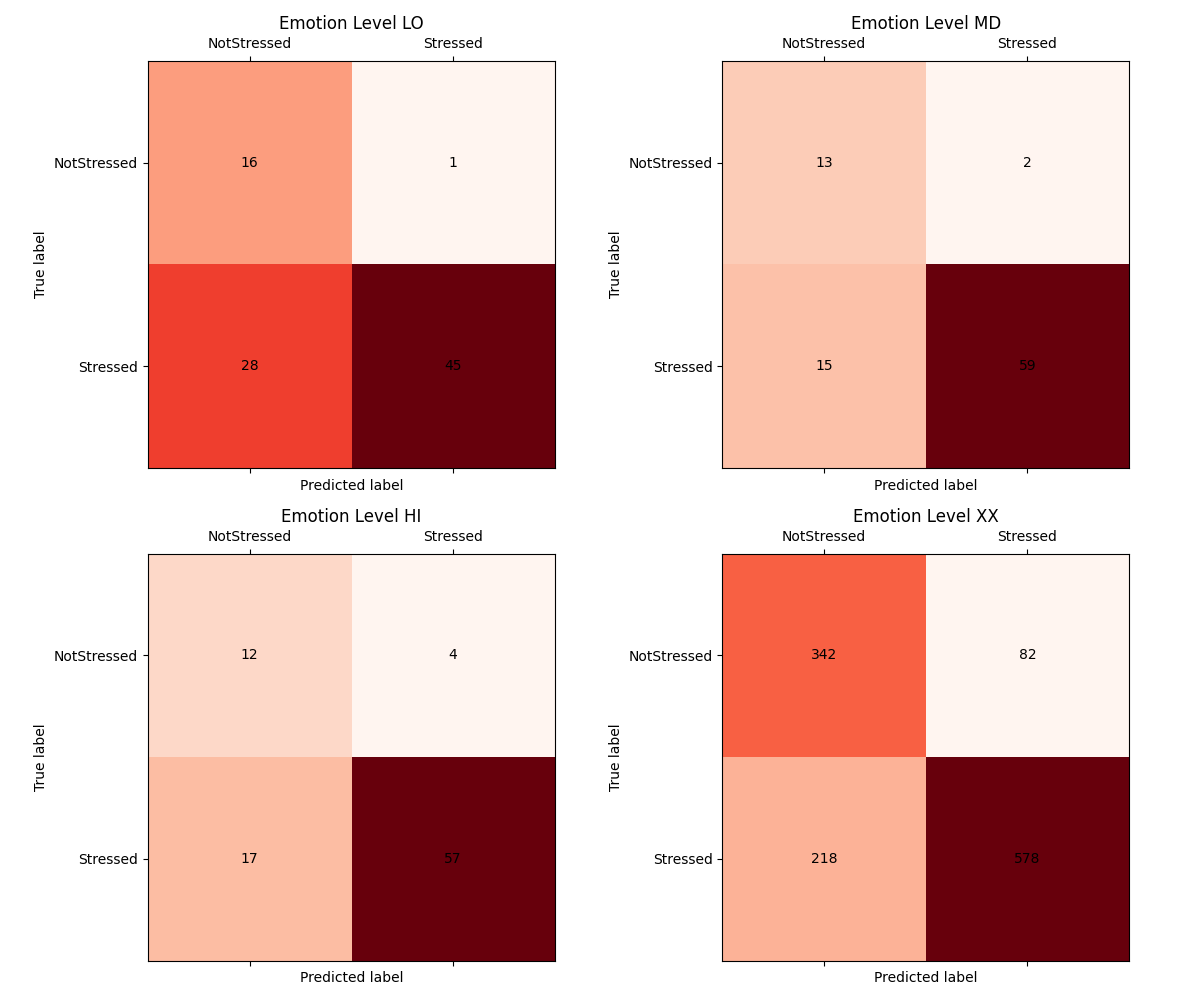 Emotion Level LO
NotStressed Stressed
NotStressed 16 1
True label
Stressed 28 45
Predicted label
Emotion Level MD
NotStressed Stressed
NotStressed 13 2
True label
Stressed 15 59
Predicted label
Emotion Level HI
NotStressed Stressed
NotStressed 12 4
True label
Stressed 17 57
Predicted label
Emotion Level XX
NotStressed Stressed
NotStressed 342 82
True label
Stressed 218 578
Predicted label